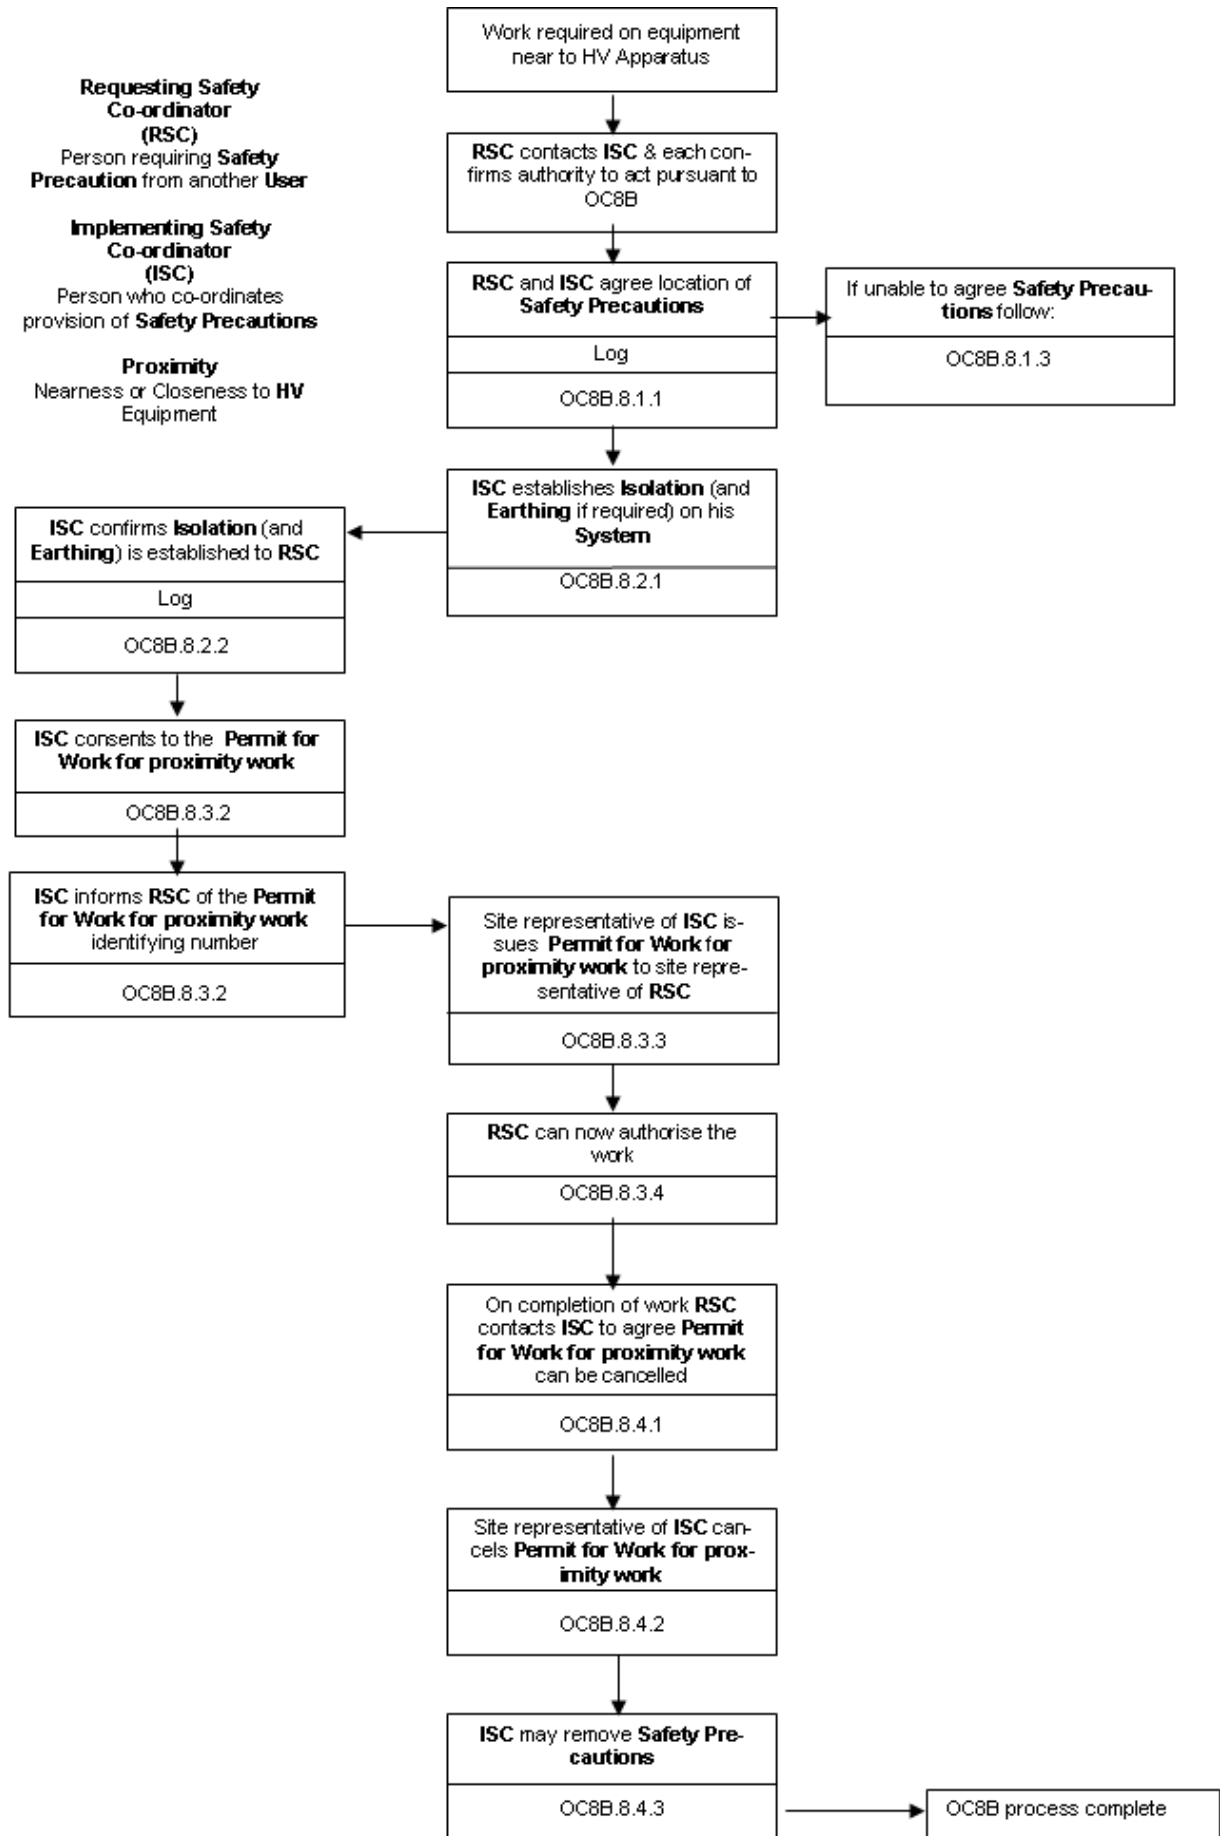 Work required on equipment
near to HV Apparatus
Requesting Safety
Co-ordinator
(RSC)
Person requiring Safety
Precaution from another User
Implementing Safety
Co-ordinator
(ISC)
Person who co-ordinates
provision of Safety Precautions
Proximity
Nearness or Closeness to HV
Equipment
RSC contacts ISC & each con-
firms authority to act pursuant to
OC8B
RSC and ISC agree location of
Safety Precautions
Log
OC8B.8.1.1
If unable to agree Safety Precau-
tions follow:
OC8B.8.1.3
ISC establishes Isolation (and
Earthing if required) on his
System
OC8B.8.2.1
ISC confirms Isolation (and
Earthing) is established to RSC
Log
OC8B.8.2.2
ISC consents to the Permit for
Work for proximity work
OC8B.8.3.2
ISC informs RSC of the Permit
for Work for proximity work
identifying number
OC8B.8.3.2
Site representative of ISC is-
sues Permit for Work for
proximity work to site repre-
sentative of RSC
OC8B.8.3.3
RSC can now authorise the
work
OC8B.8.3.4
On completion of work RSC
contacts ISC to agree Permit
for Work for proximity work
can be cancelled
OC8B.8.4.1
Site representative of ISC can-
cels Permit for Work for prox-
imity work
OC8B.8.4.2
ISC may remove Safety Pre-
cautions
OC8B.8.4.3
OC8B process complete